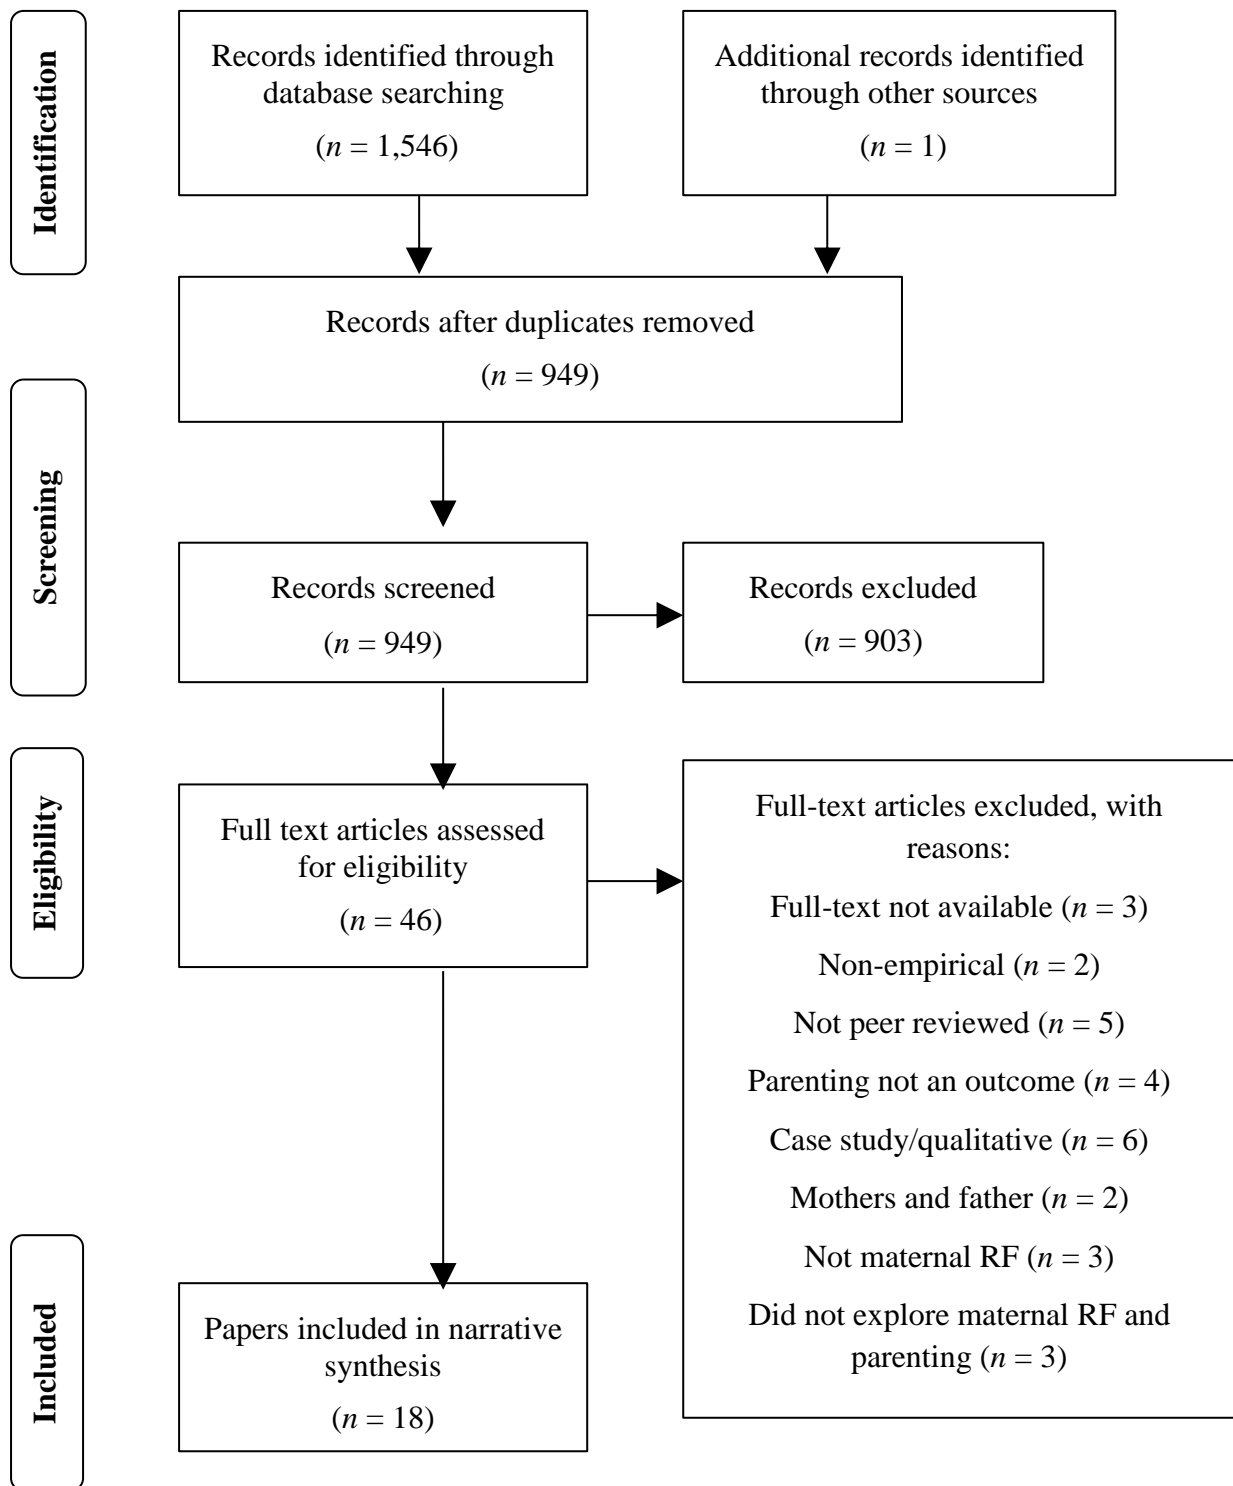 Identification
Records identified through
database searching
(n = 1,546)
Additional records identified
through other sources
(n = 1)
Records after duplicates removed
(n = 949)
Screening
Records screened
(n = 949)
Records excluded
(n = 903)
Eligibility
Full text articles assessed
for eligibility
(n = 46)
Full-text articles excluded, with
reasons:
Full-text not available (n = 3)
Non-empirical (n = 2)
Not peer reviewed (n = 5)
Parenting not an outcome (n = 4)
Case study/qualitative (n = 6)
Mothers and father (n = 2)
Not maternal RF (n = 3)
Did not explore maternal RF and
parenting (n = 3)
Included
Papers included in narrative
synthesis
(n = 18)